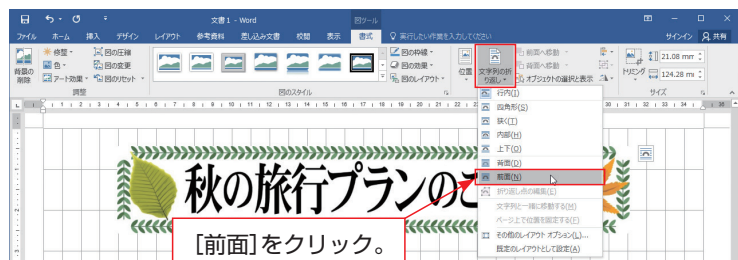 文書 1 - Word
図ツール
ファイル ホーム 挿入 デザイン レイアウト 参考資料 差し込み文書 校閲 表示 書式 実行したい作業を入力してください サインイン 共有
修整 図の圧縮 図の枠線 前面へ移動 21.08 mm
色 図の変更 図の効果 背面へ移動
背景の削除 アート効果 図のリセット 図のレイアウト 位置 文字列の折り返し オブジェクトの選択と表示 トリミング 124.28 mm
調整 図のスタイル サイズ
行内(I)
四角形(S)
狭く(T)
内部(H)
上下(O)
背面(D)
前面(N)
折り返し点の編集(E)
文字列と一緒に移動する(M)
ページ上で位置を固定する(F)
その他のレイアウト オプション(L)...
既定のレイアウトとして設定(A)
秋の旅行プランのご
[前面]をクリック。